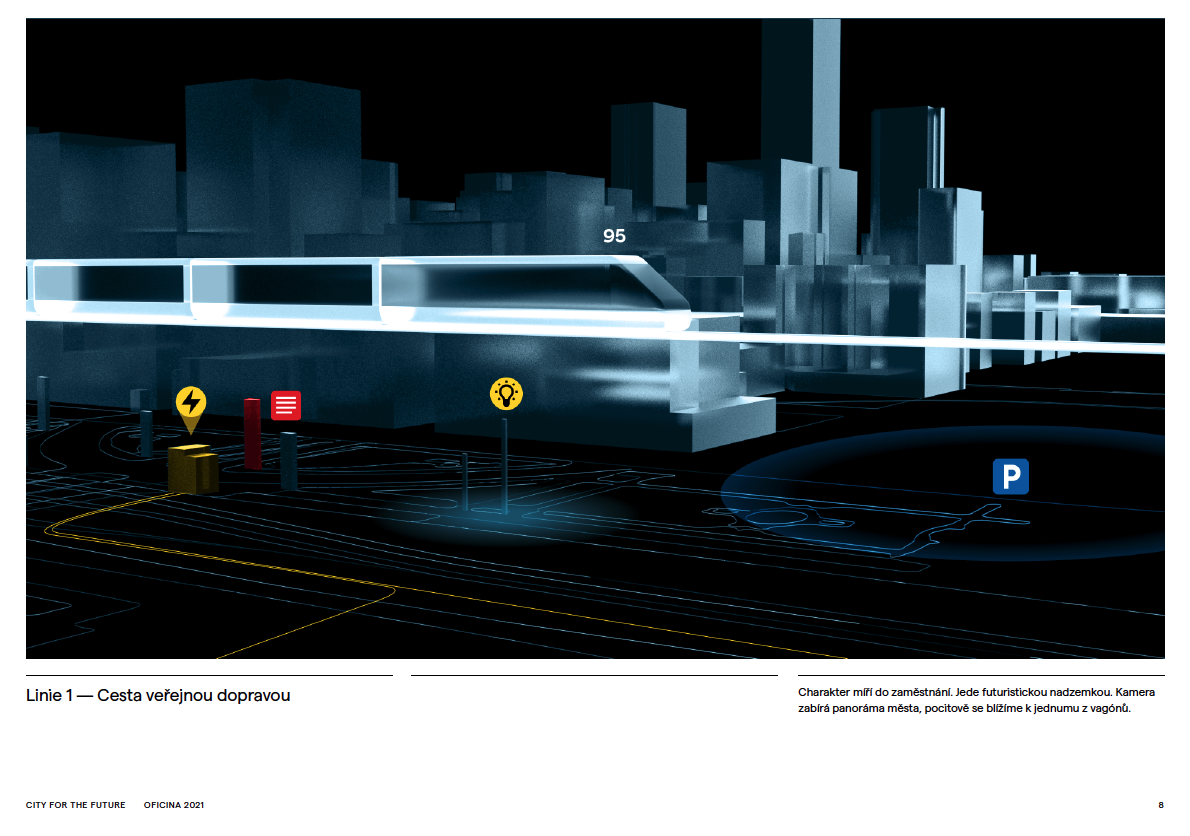 95
P
Linie 1 — Cesta veřejnou dopravou
Charakter míří do zaměstnání. Jede futuristickou nadzemkou. Kamera
zabírá panoráma města, pocitově se blížíme k jednumu z vagónů.
CITY FOR THE FUTURE OFICINA 2021
8